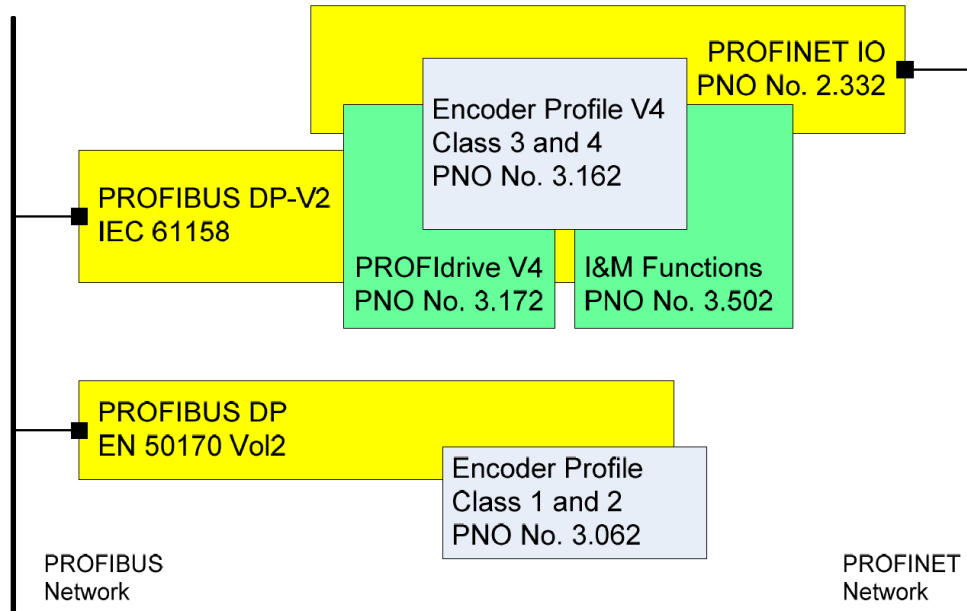 PROFINET IO
PNO No. 2.332
Encoder Profile V4
Class 3 and 4
PNO No. 3.162
PROFIBUS DP-V2
IEC 61158
PROFIdrive V4
PNO No. 3.172
I&M Functions
PNO No. 3.502
PROFIBUS DP
EN 50170 Vol2
Encoder Profile
Class 1 and 2
PNO No. 3.062
PROFIBUS
Network
PROFINET
Network